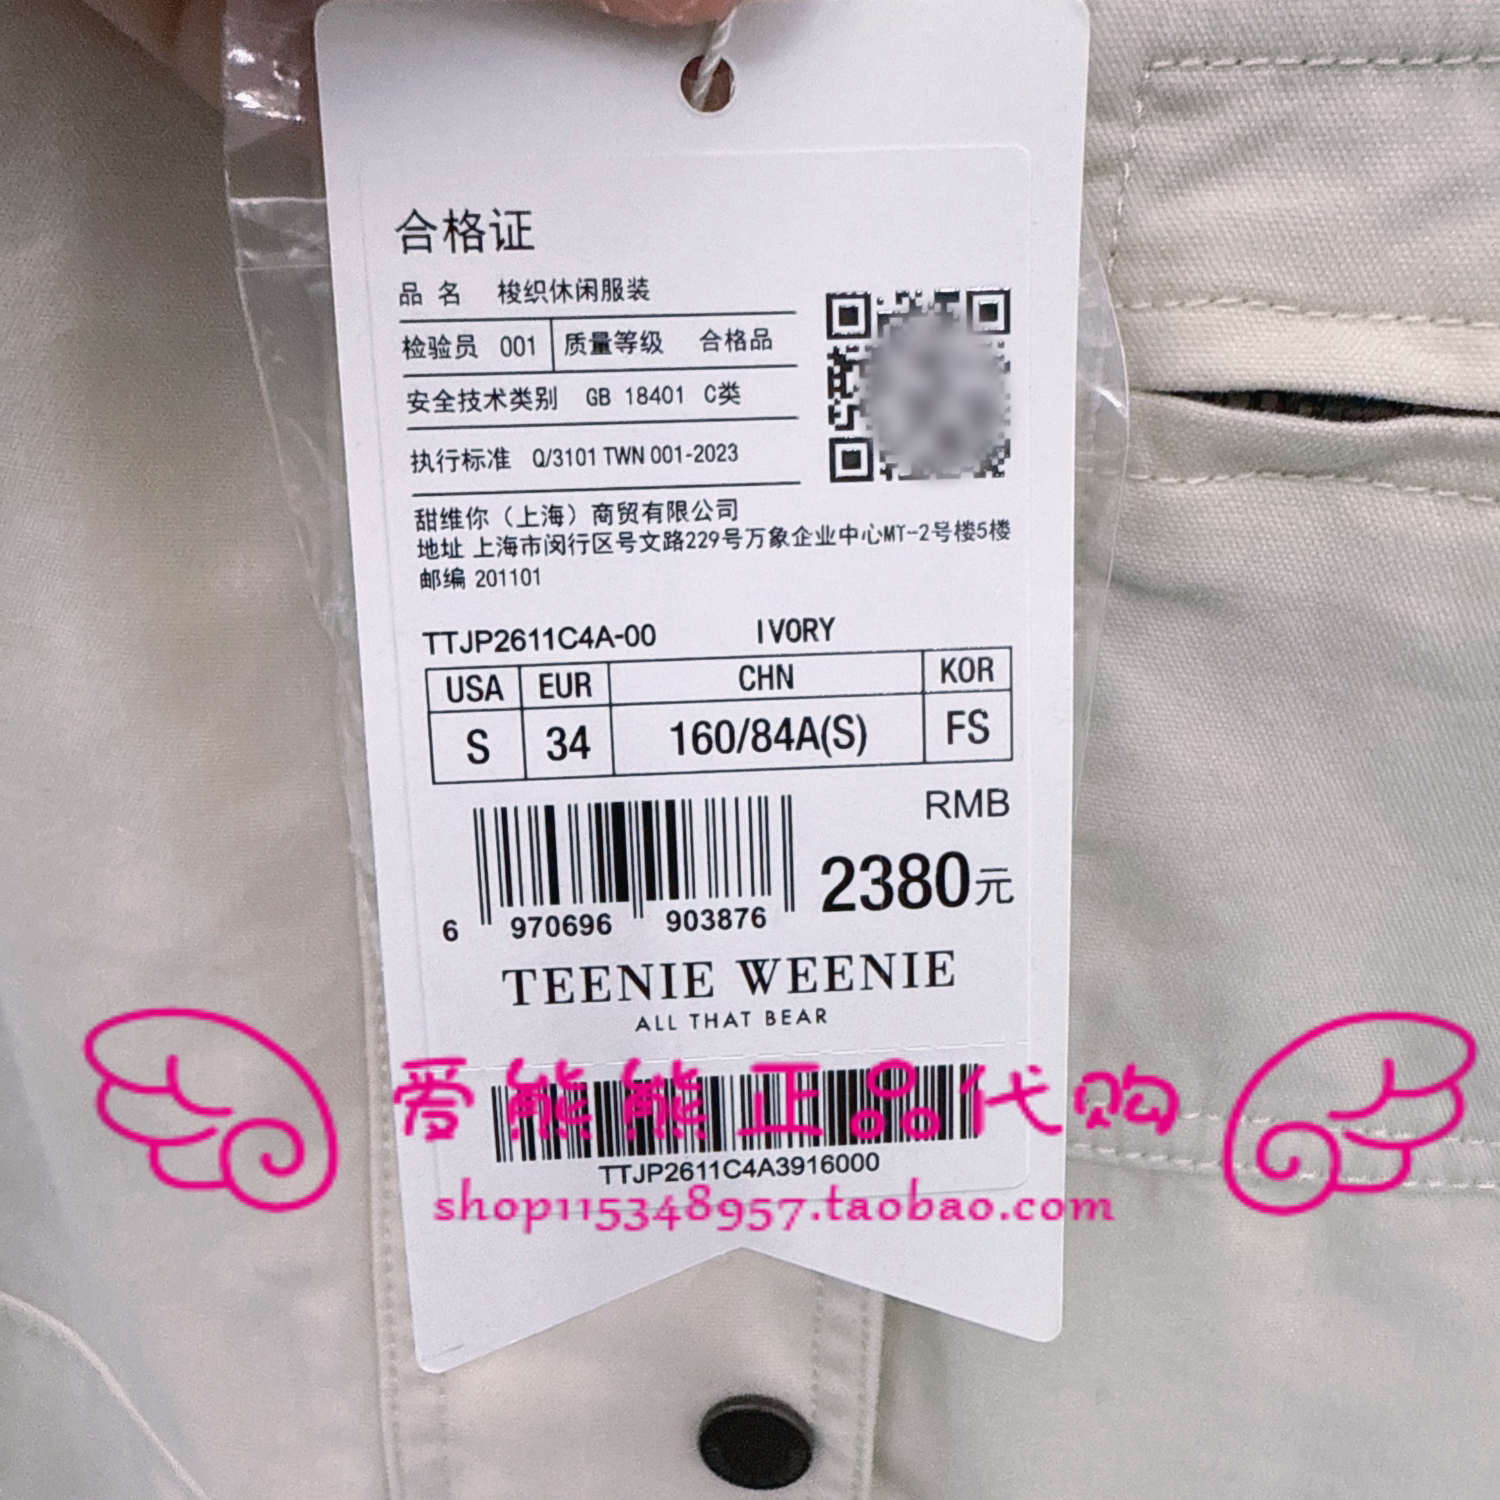 合格证
品 名 梭织休闲服装
检验员 001 质量等级 合格品
安全技术类别 GB 18401 C类
执行标准 Q/3101 TWN 001-2023
甜维你（上海）商贸有限公司
地址 上海市闵行区号文路229号万象企业中心MT-2号楼5楼
邮编 201101
TTJP2611C4A-00 IVORY
USA EUR CHN KOR
S 34 160/84A(S) FS
RMB
2380元
6 970696 903876
TEENIE WEENIE
ALL THAT BEAR
爱熊熊正品代购
TTJP2611C4A3916000
shop115348957.taobao.com